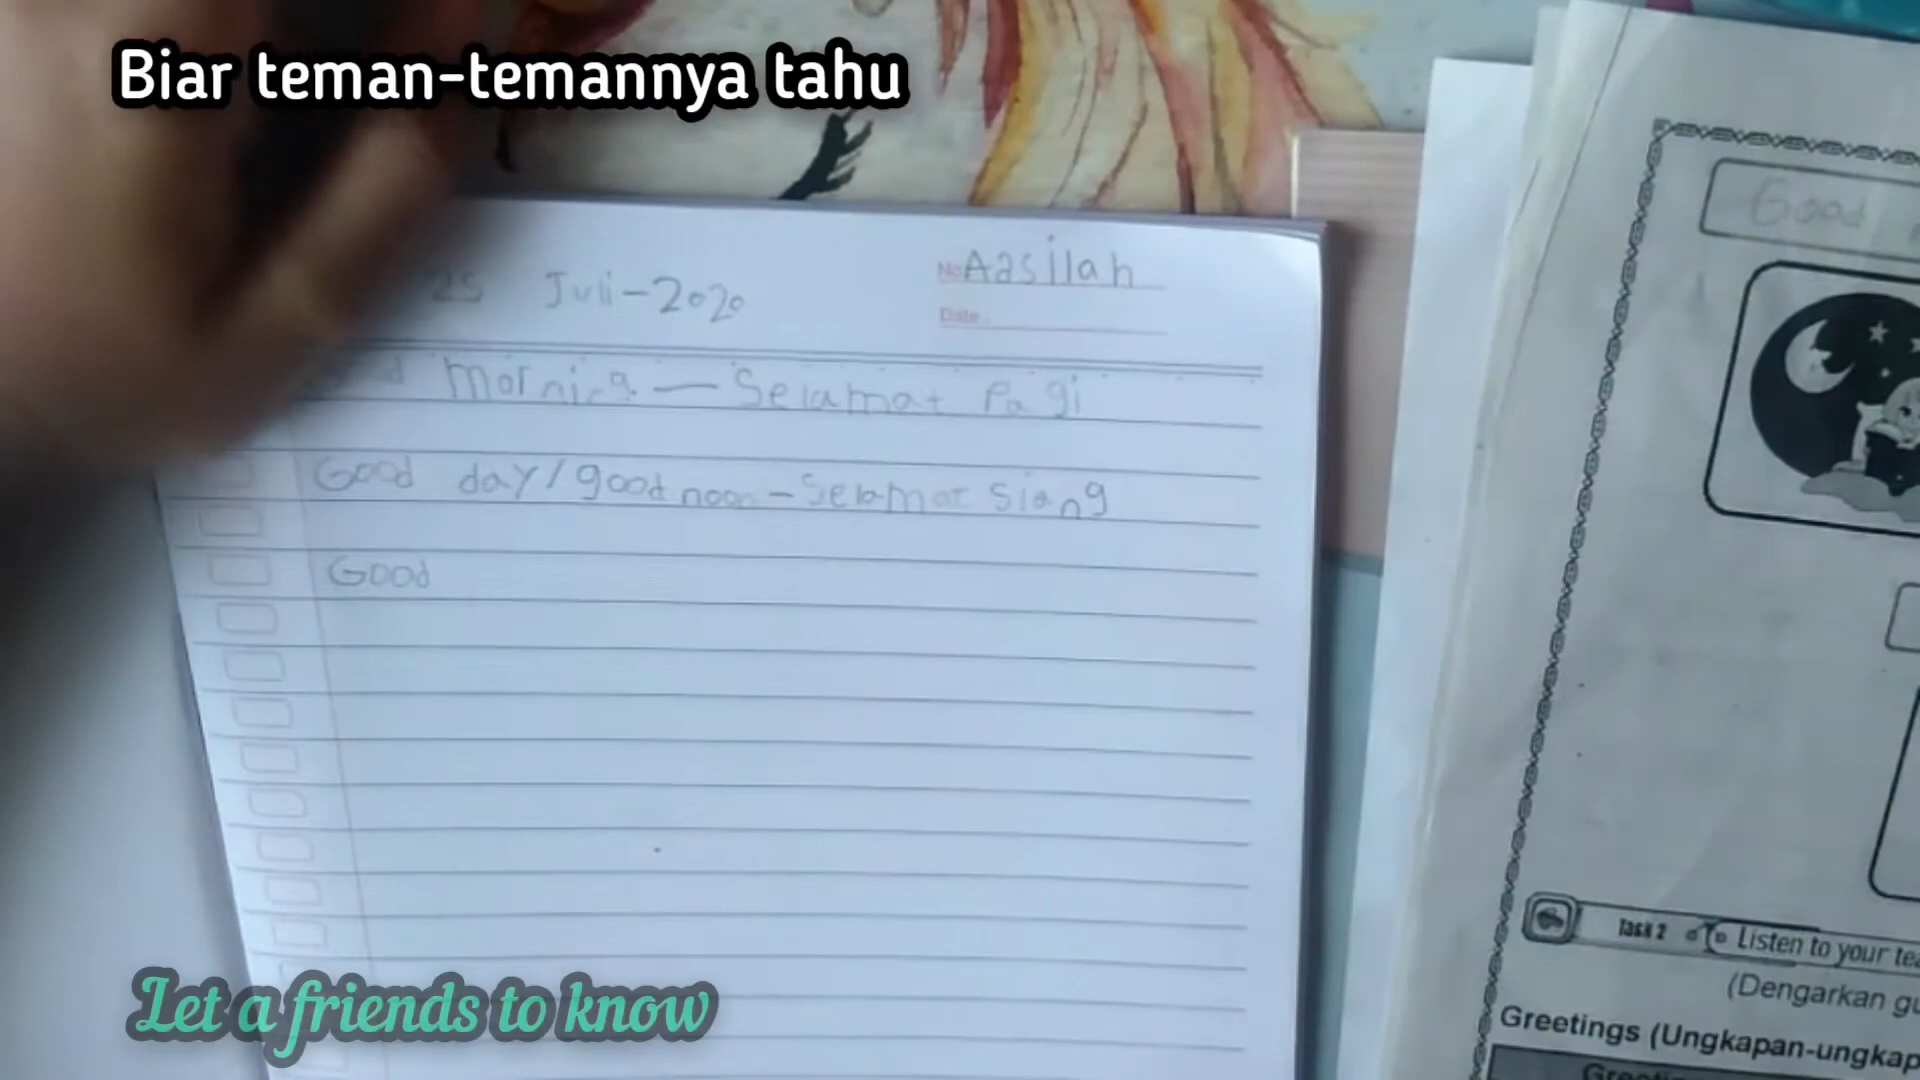 Biar teman-temannya tahu
25 Juli-2020
No Aasilah
Date :
morning — Selamat Pagi
Good day/good noon - Selamat Siang
Good
Good
Task 2 Listen to your
(Dengarkan
Greetings (Ungkapan-ungkap
Let a friends to know